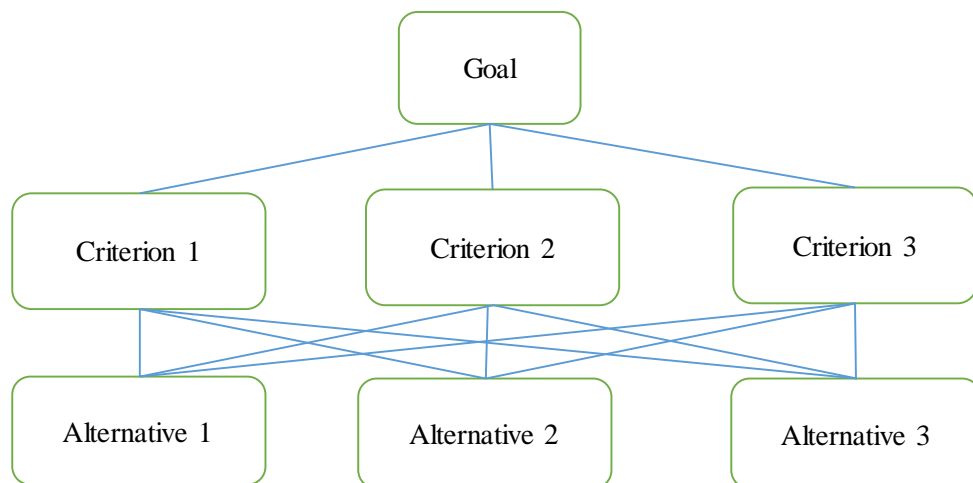 Goal
Criterion 1
Criterion 2
Criterion 3
Alternative 1
Alternative 2
Alternative 3